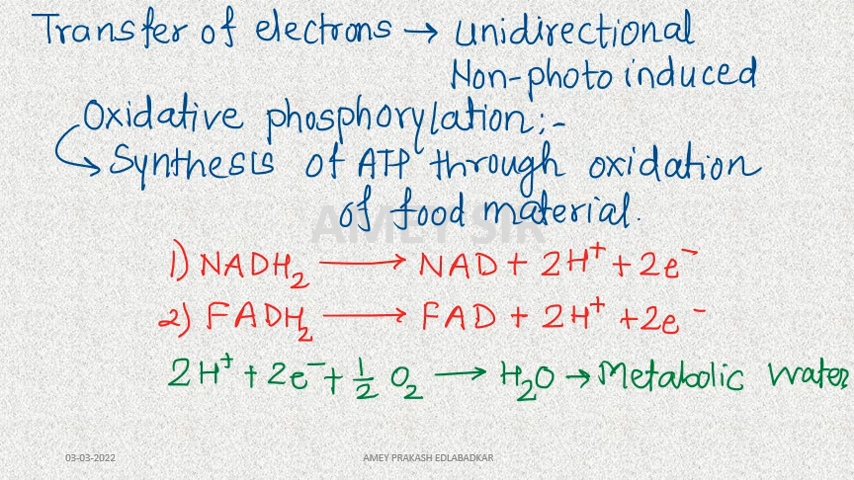 Transfer of electrons → Unidirectional
Non-photo induced
Oxidative phosphorylation:-
↳ Synthesis of ATP through oxidation
of food material.
AMEY SIR
1) NADH₂ ⟶ NAD + 2H⁺ + 2e⁻
2) FADH₂ ⟶ FAD + 2H⁺ + 2e⁻
2H⁺ + 2e⁻ + ½ O₂ ⟶ H₂O → Metabolic water
03-03-2022 AMEY PRAKASH EDLABADKAR